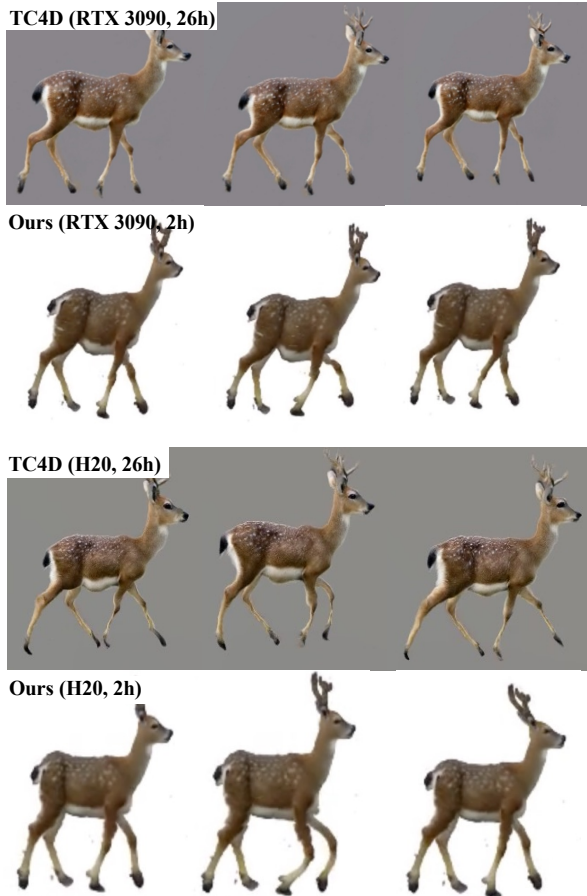 TC4D (RTX 3090, 26h)
Ours (RTX 3090, 2h)
TC4D (H20, 26h)
Ours (H20, 2h)